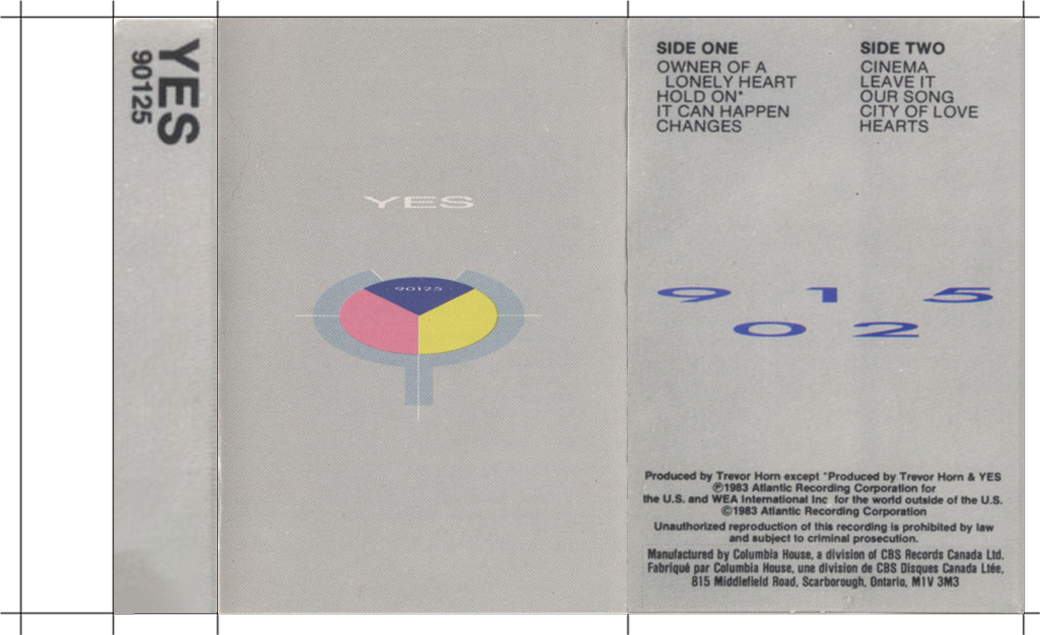 YES
90125
YES
90125
SIDE ONE
OWNER OF A
LONELY HEART
HOLD ON*
IT CAN HAPPEN
CHANGES
SIDE TWO
CINEMA
LEAVE IT
OUR SONG
CITY OF LOVE
HEARTS
9 1 5
0 2
Produced by Trevor Horn except *Produced by Trevor Horn & YES
℗1983 Atlantic Recording Corporation for
the U.S. and WEA International Inc for the world outside of the U.S.
©1983 Atlantic Recording Corporation
Unauthorized reproduction of this recording is prohibited by law
and subject to criminal prosecution.
Manufactured by Columbia House, a division of CBS Records Canada Ltd.
Fabriqué par Columbia House, une division de CBS Disques Canada Ltée,
815 Middlefield Road, Scarborough, Ontario, M1V 3M3